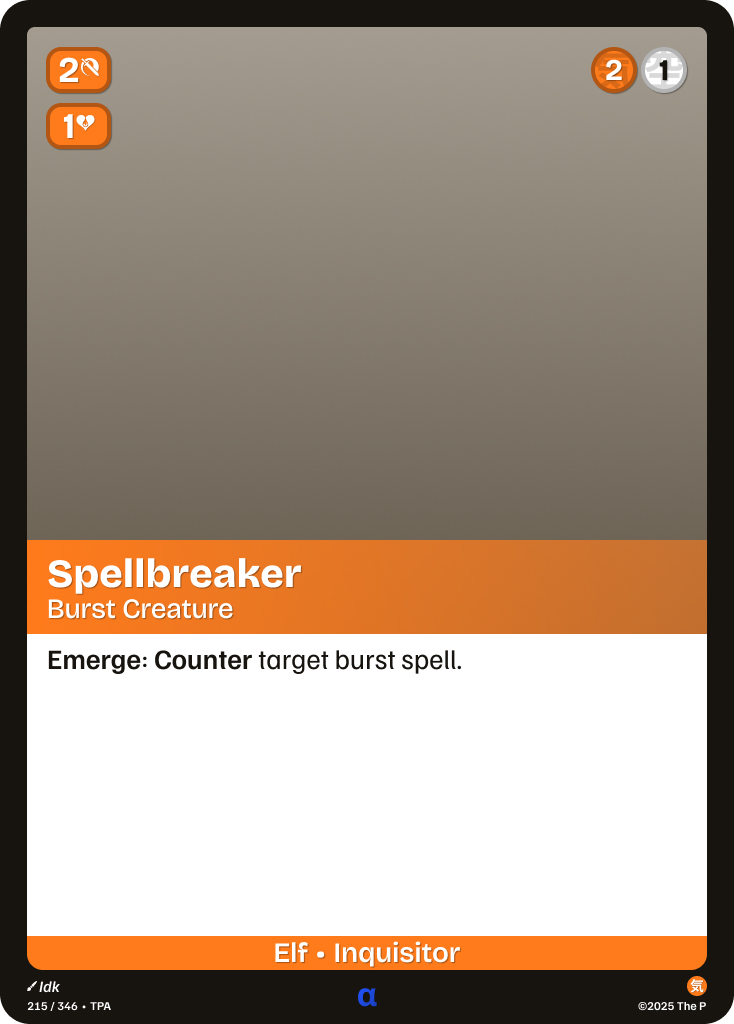 2
2 1
1
Spellbreaker
Burst Creature
Emerge: Counter target burst spell.
Elf • Inquisitor
Idk
215 / 346 • TPA
α
気
©2025 The P